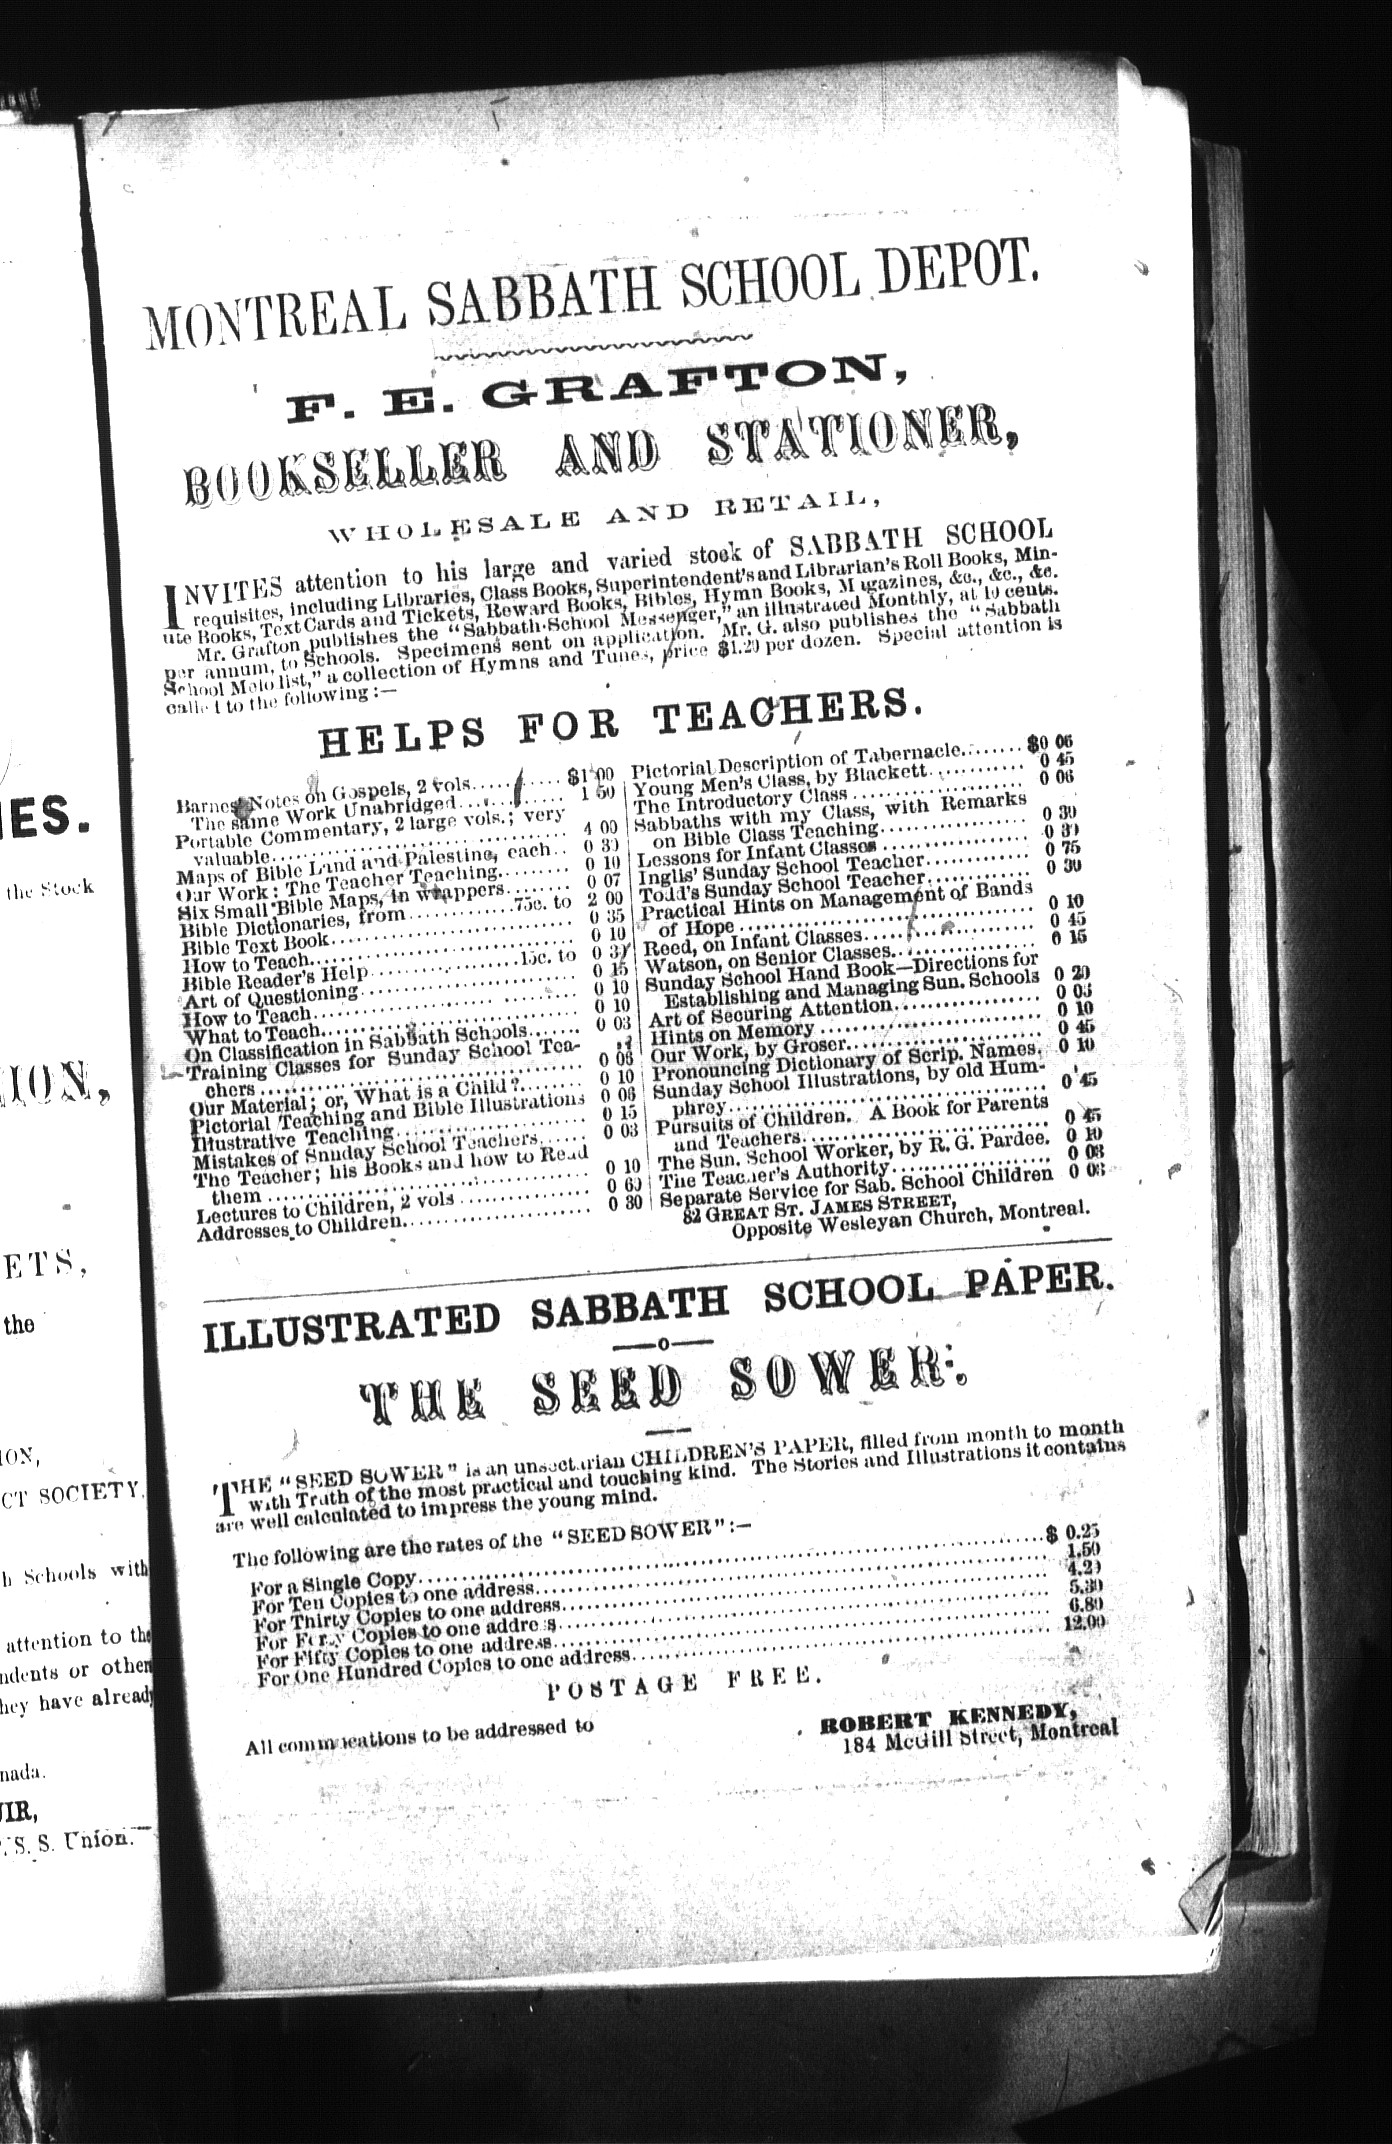 MONTREAL SABBATH SCHOOL DEPOT.
F. E. GRAFTON,
BOOKSELLER AND STATIONER,
WHOLESALE AND RETAIL,
INVITES attention to his large and varied stock of SABBATH SCHOOL
requisites, including Libraries, Class Books, Superintendent's and Librarian's Roll Books, Min-
ute Books, Text Cards and Tickets, Reward Books, Bibles, Hymn Books, Magazines, &c., &c., &c.
Mr. Grafton publishes the "Sabbath-School Messenger," an illustrated Monthly, at 10 cents.
per annum, to Schools. Specimens sent on application. Mr. G. also publishes the "Sabbath
School Melodist," a collection of Hymns and Tunes, price $1.20 per dozen. Special attention is
called to the following:—
HELPS FOR TEACHERS.
Barnes' Notes on Gospels, 2 vols..... $1 00
The same Work Unabridged..... 1 50
Portable Commentary, 2 large vols.; very
valuable..... 4 00
Maps of Bible Land and Palestine, each.. 0 30
Our Work: The Teacher Teaching..... 0 10
Six Small Bible Maps, in wrappers..... 0 07
Bible Dictionaries, from.....75c. to 2 00
Bible Text Book..... 0 35
How to Teach..... 0 10
Bible Reader's Help.....15c. to 0 3
Art of Questioning..... 0 15
How to Teach..... 0 10
What to Teach..... 0 10
On Classification in Sabbath Schools..... 0 03
Training Classes for Sunday School Tea-
chers..... 0 06
Our Material; or, What is a Child?..... 0 10
Pictorial Teaching and Bible Illustrations 0 06
Illustrative Teaching..... 0 15
Mistakes of Snuday School Teachers..... 0 03
The Teacher; his Books and how to Read
them..... 0 10
Lectures to Children, 2 vols..... 0 60
Addresses to Children..... 0 30
Pictorial Description of Tabernacle..... $0 06
Young Men's Class, by Blackett..... 0 45
The Introductory Class..... 0 06
Sabbaths with my Class, with Remarks
on Bible Class Teaching..... 0 30
Lessons for Infant Classes..... 0 30
Inglis' Sunday School Teacher..... 0 75
Todd's Sunday School Teacher..... 0 30
Practical Hints on Management of Bands
of Hope..... 0 10
Reed, on Infant Classes..... 0 45
Watson, on Senior Classes..... 0 15
Sunday School Hand Book—Directions for
Establishing and Managing Sun. Schools 0 20
Art of Securing Attention..... 0 03
Hints on Memory..... 0 10
Our Work, by Groser..... 0 45
Pronouncing Dictionary of Scrip. Names. 0 10
Sunday School Illustrations, by old Hum-
phrey..... 0 45
Pursuits of Children. A Book for Parents
and Teachers..... 0 45
The Sun. School Worker, by R. G. Pardee. 0 10
The Teacher's Authority..... 0 03
Separate Service for Sab. School Children 0 03
82 GREAT ST. JAMES STREET,
Opposite Wesleyan Church, Montreal.
ILLUSTRATED SABBATH SCHOOL PAPER.
—o—
THE SEED SOWER.
THE "SEED SOWER" is an unsectarian CHILDREN'S PAPER, filled from month to month
with Truth of the most practical and touching kind. The Stories and Illustrations it contains
are well calculated to impress the young mind.
The following are the rates of the "SEED SOWER":—
For a Single Copy..... $ 0.25
For Ten Copies to one address..... 1.50
For Thirty Copies to one address..... 4.20
For Forty Copies to one address..... 5.30
For Fifty Copies to one address..... 6.80
For One Hundred Copies to one address..... 12.00
POSTAGE FREE.
All communications to be addressed to
ROBERT KENNEDY,
184 McGill Street, Montreal
IES.
the Stock
ION,
ETS,
the
ION,
CT SOCIETY.
h Schools with
attention to the
ndents or other
hey have already
nada.
IR,
S. S. Union.